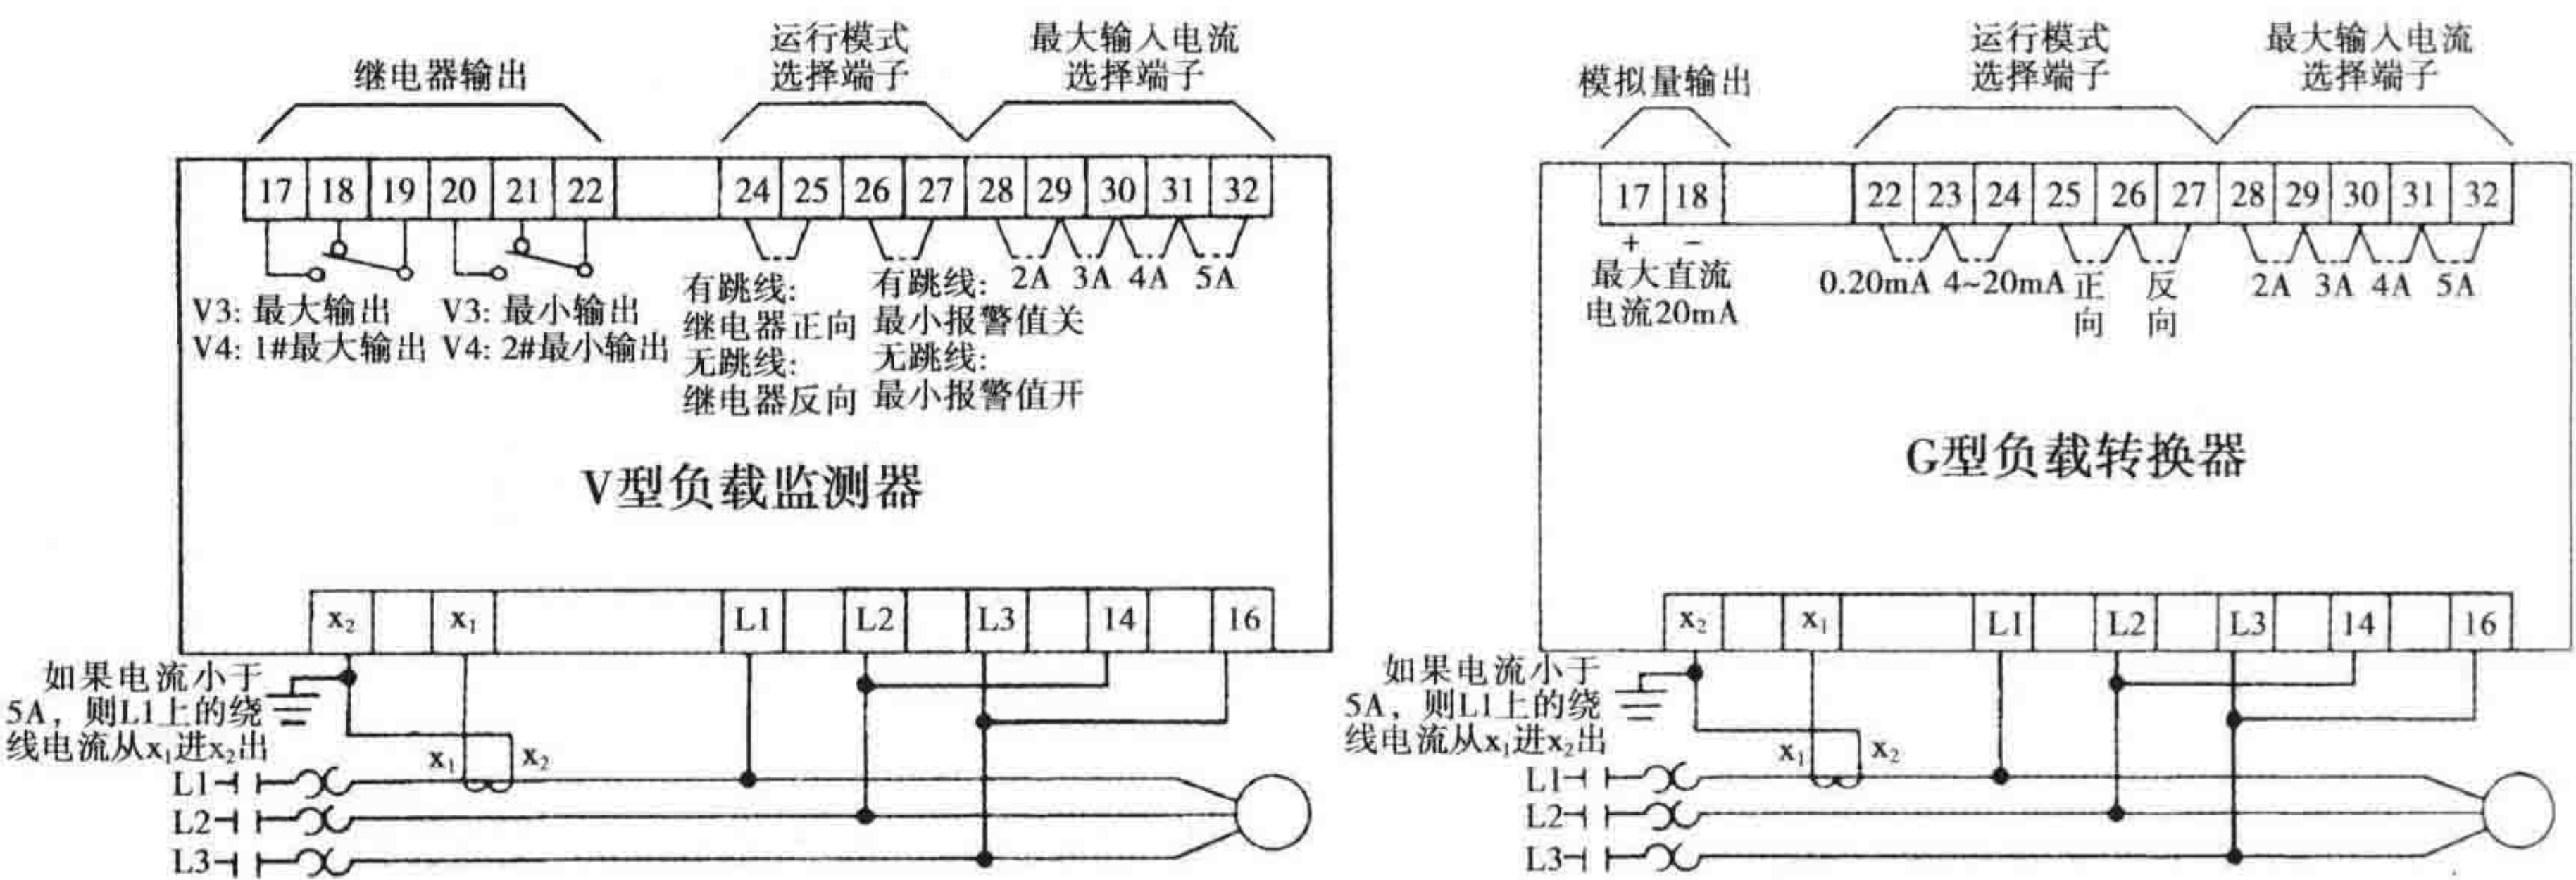 继电器输出
运行模式
选择端子
最大输入电流
选择端子
17 18 19 20 21 22 24 25 26 27 28 29 30 31 32
V3: 最大输出
V4: 1#最大输出
V3: 最小输出
V4: 2#最小输出
有跳线:
继电器正向
无跳线:
继电器反向
有跳线:
最小报警值关
无跳线:
最小报警值开
2A 3A 4A 5A
V型负载监测器
x₂ x₁ L1 L2 L3 14 16
如果电流小于
5A，则L1上的绕
线电流从x₁进x₂出
x₁ x₂
L1
L2
L3
模拟量输出
运行模式
选择端子
最大输入电流
选择端子
17 18 22 23 24 25 26 27 28 29 30 31 32
+ −
最大直流
电流20mA
0.20mA 4~20mA
正向
反向
2A 3A 4A 5A
G型负载转换器
x₂ x₁ L1 L2 L3 14 16
如果电流小于
5A，则L1上的绕
线电流从x₁进x₂出
x₁ x₂
L1
L2
L3